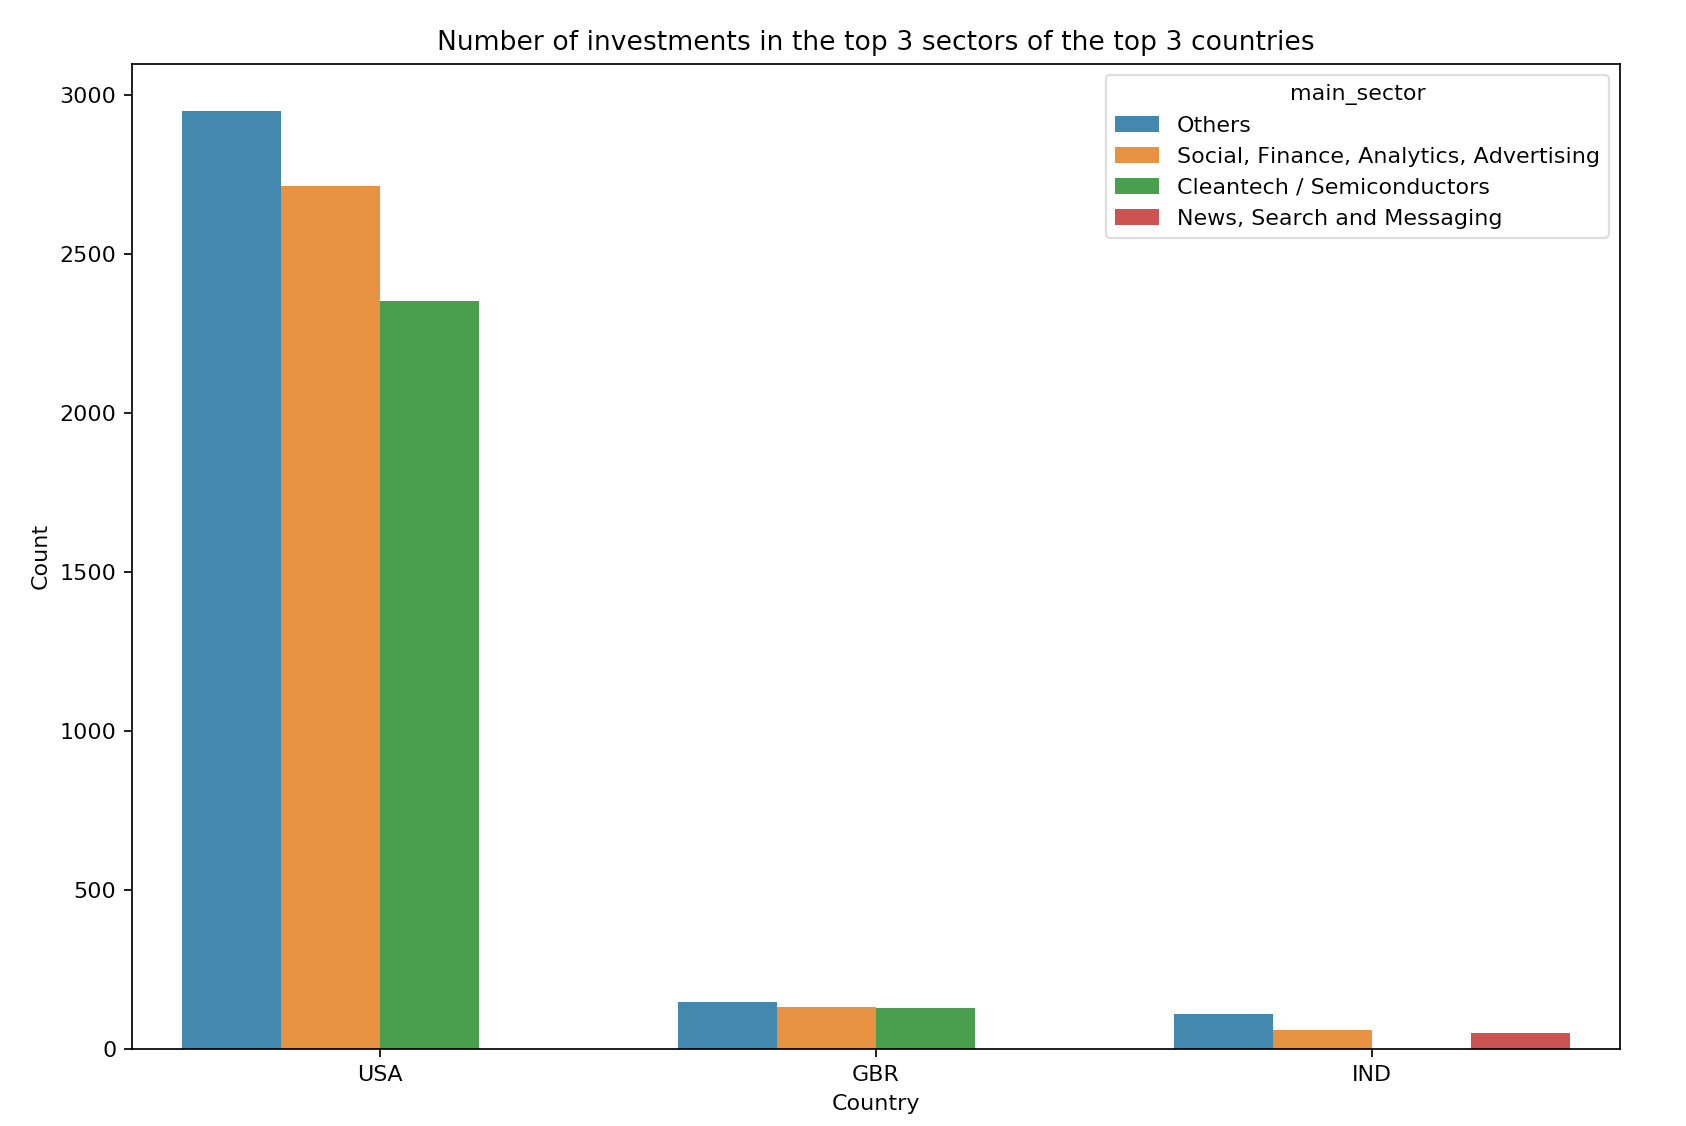 Number of investments in the top 3 sectors of the top 3 countries
main_sector
Others
Social, Finance, Analytics, Advertising
Cleantech / Semiconductors
News, Search and Messaging
3000
2500
2000
1500
1000
500
0
Count
USA
GBR
IND
Country